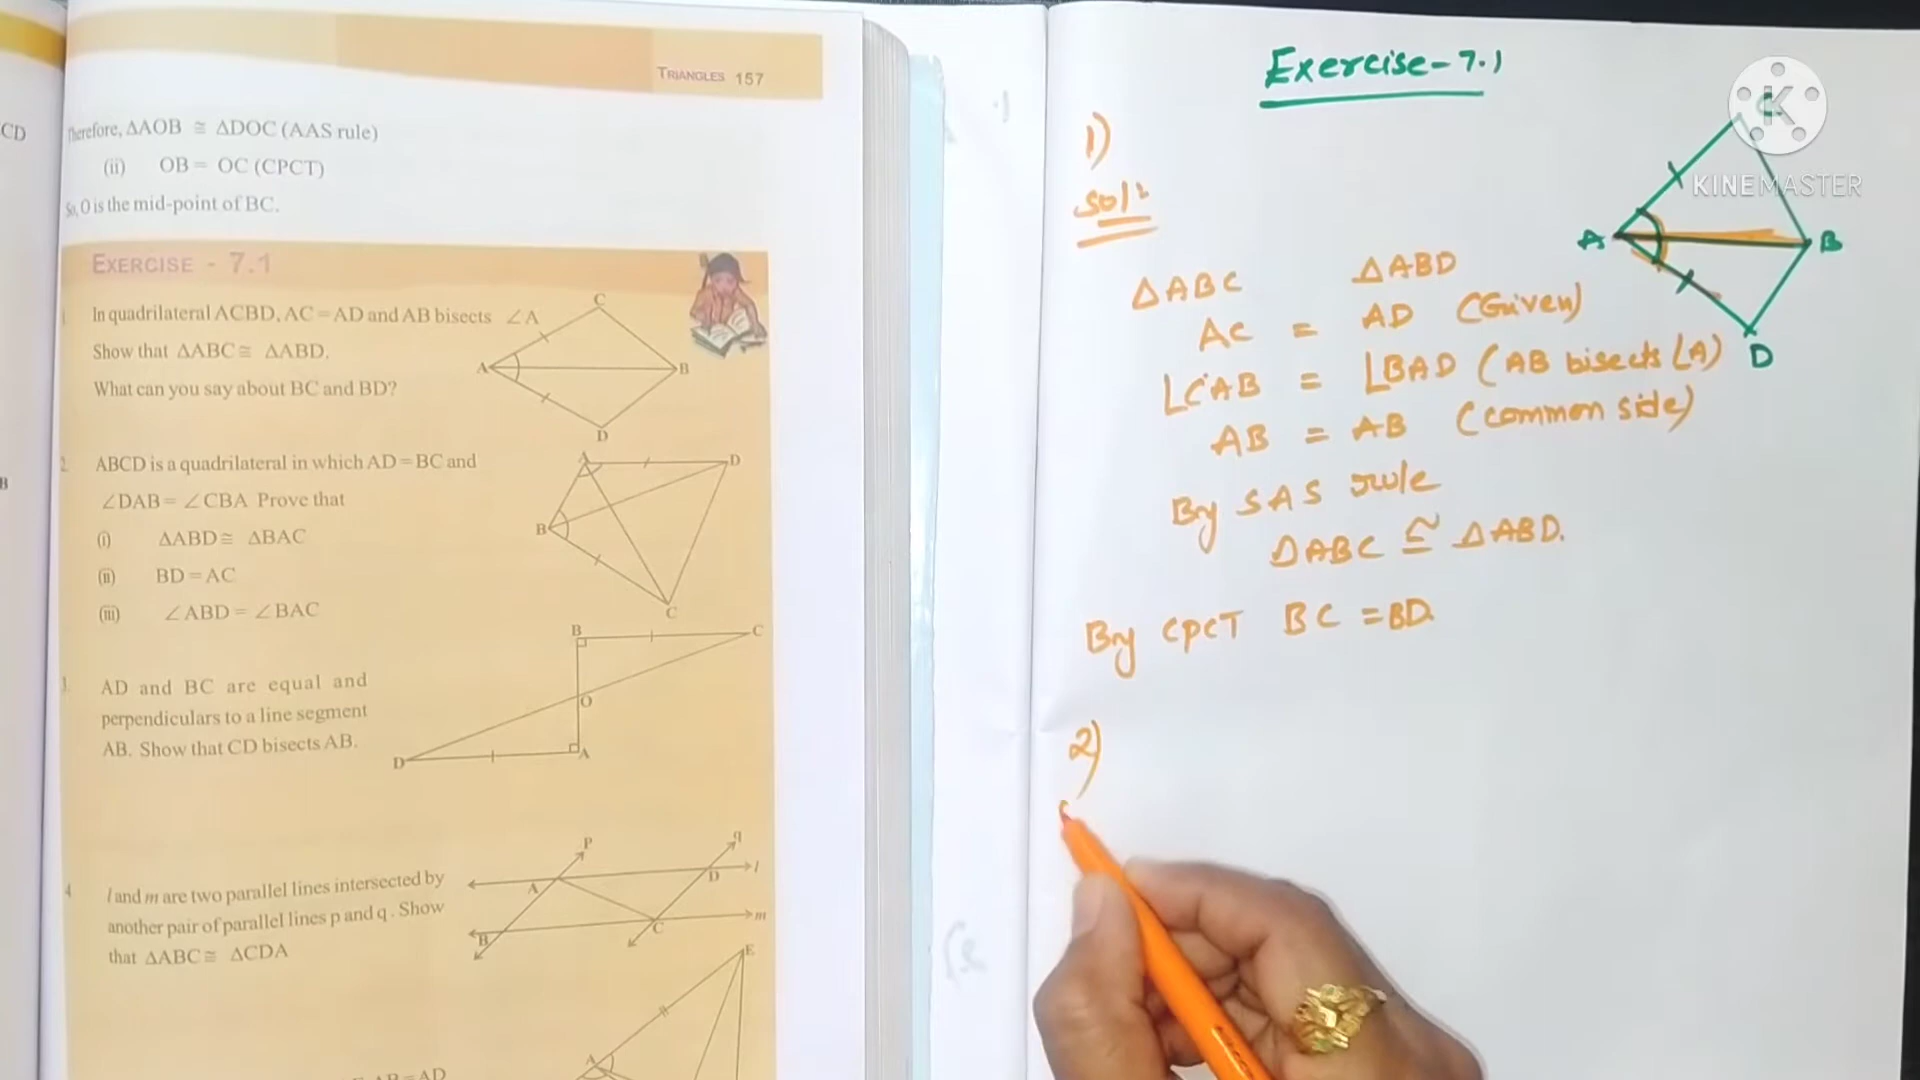 TRIANGLES 157
CD
Therefore, ΔAOB ≅ ΔDOC (AAS rule)
(ii) OB = OC (CPCT)
So, O is the mid-point of BC.
EXERCISE - 7.1
1. In quadrilateral ACBD, AC = AD and AB bisects ∠A
Show that ΔABC ≅ ΔABD.
What can you say about BC and BD?
C
A
B
D
2. ABCD is a quadrilateral in which AD = BC and
∠DAB = ∠CBA Prove that
(i) ΔABD ≅ ΔBAC
(ii) BD = AC
(iii) ∠ABD = ∠BAC
A
D
B
C
3. AD and BC are equal and
perpendiculars to a line segment
AB. Show that CD bisects AB.
B
C
O
D
A
4. l and m are two parallel lines intersected by
another pair of parallel lines p and q . Show
that ΔABC ≅ ΔCDA
P
q
A
D
l
B
C
m
E
A
AB = AD
B
Exercise - 7.1
1)
Sol:
C
A
B
D
K
KINEMASTER
ΔABC ΔABD
AC = AD (Given)
∠CAB = ∠BAD (AB bisects ∠A)
AB = AB (common side)
By SAS rule
ΔABC ≅ ΔABD.
By CPCT BC = BD.
2)